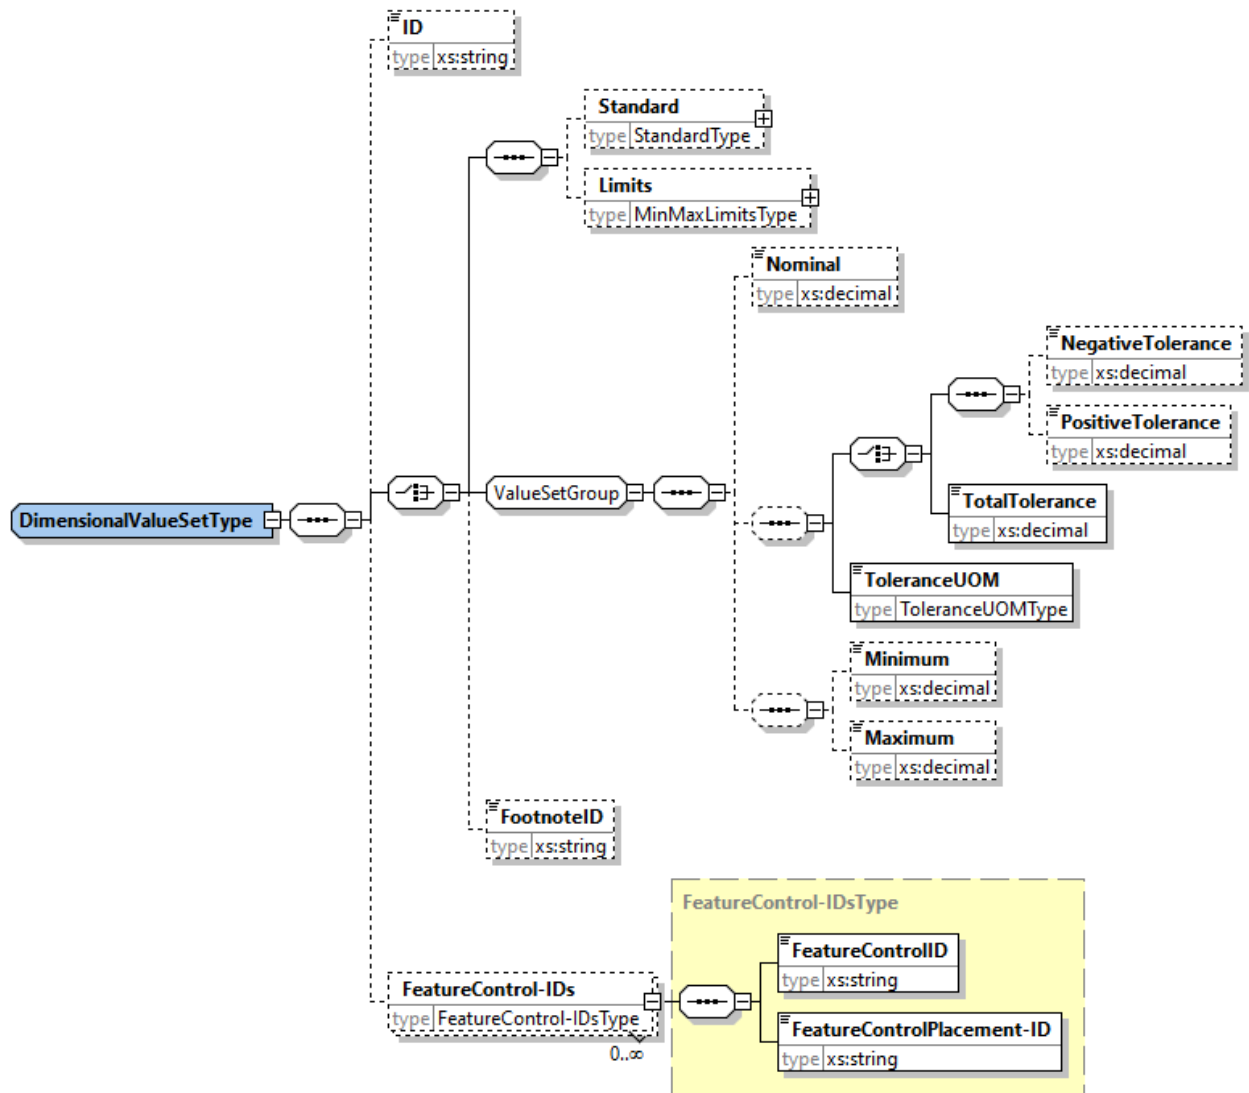 ID
type xs:string
Standard
type StandardType
Limits
type MinMaxLimitsType
Nominal
type xs:decimal
NegativeTolerance
type xs:decimal
PositiveTolerance
type xs:decimal
DimensionalValueSetType
ValueSetGroup
TotalTolerance
type xs:decimal
ToleranceUOM
type ToleranceUOMType
Minimum
type xs:decimal
Maximum
type xs:decimal
FootnoteID
type xs:string
FeatureControl-IDsType
FeatureControlID
type xs:string
FeatureControl-IDs
type FeatureControl-IDsType
0..∞
FeatureControlPlacement-ID
type xs:string